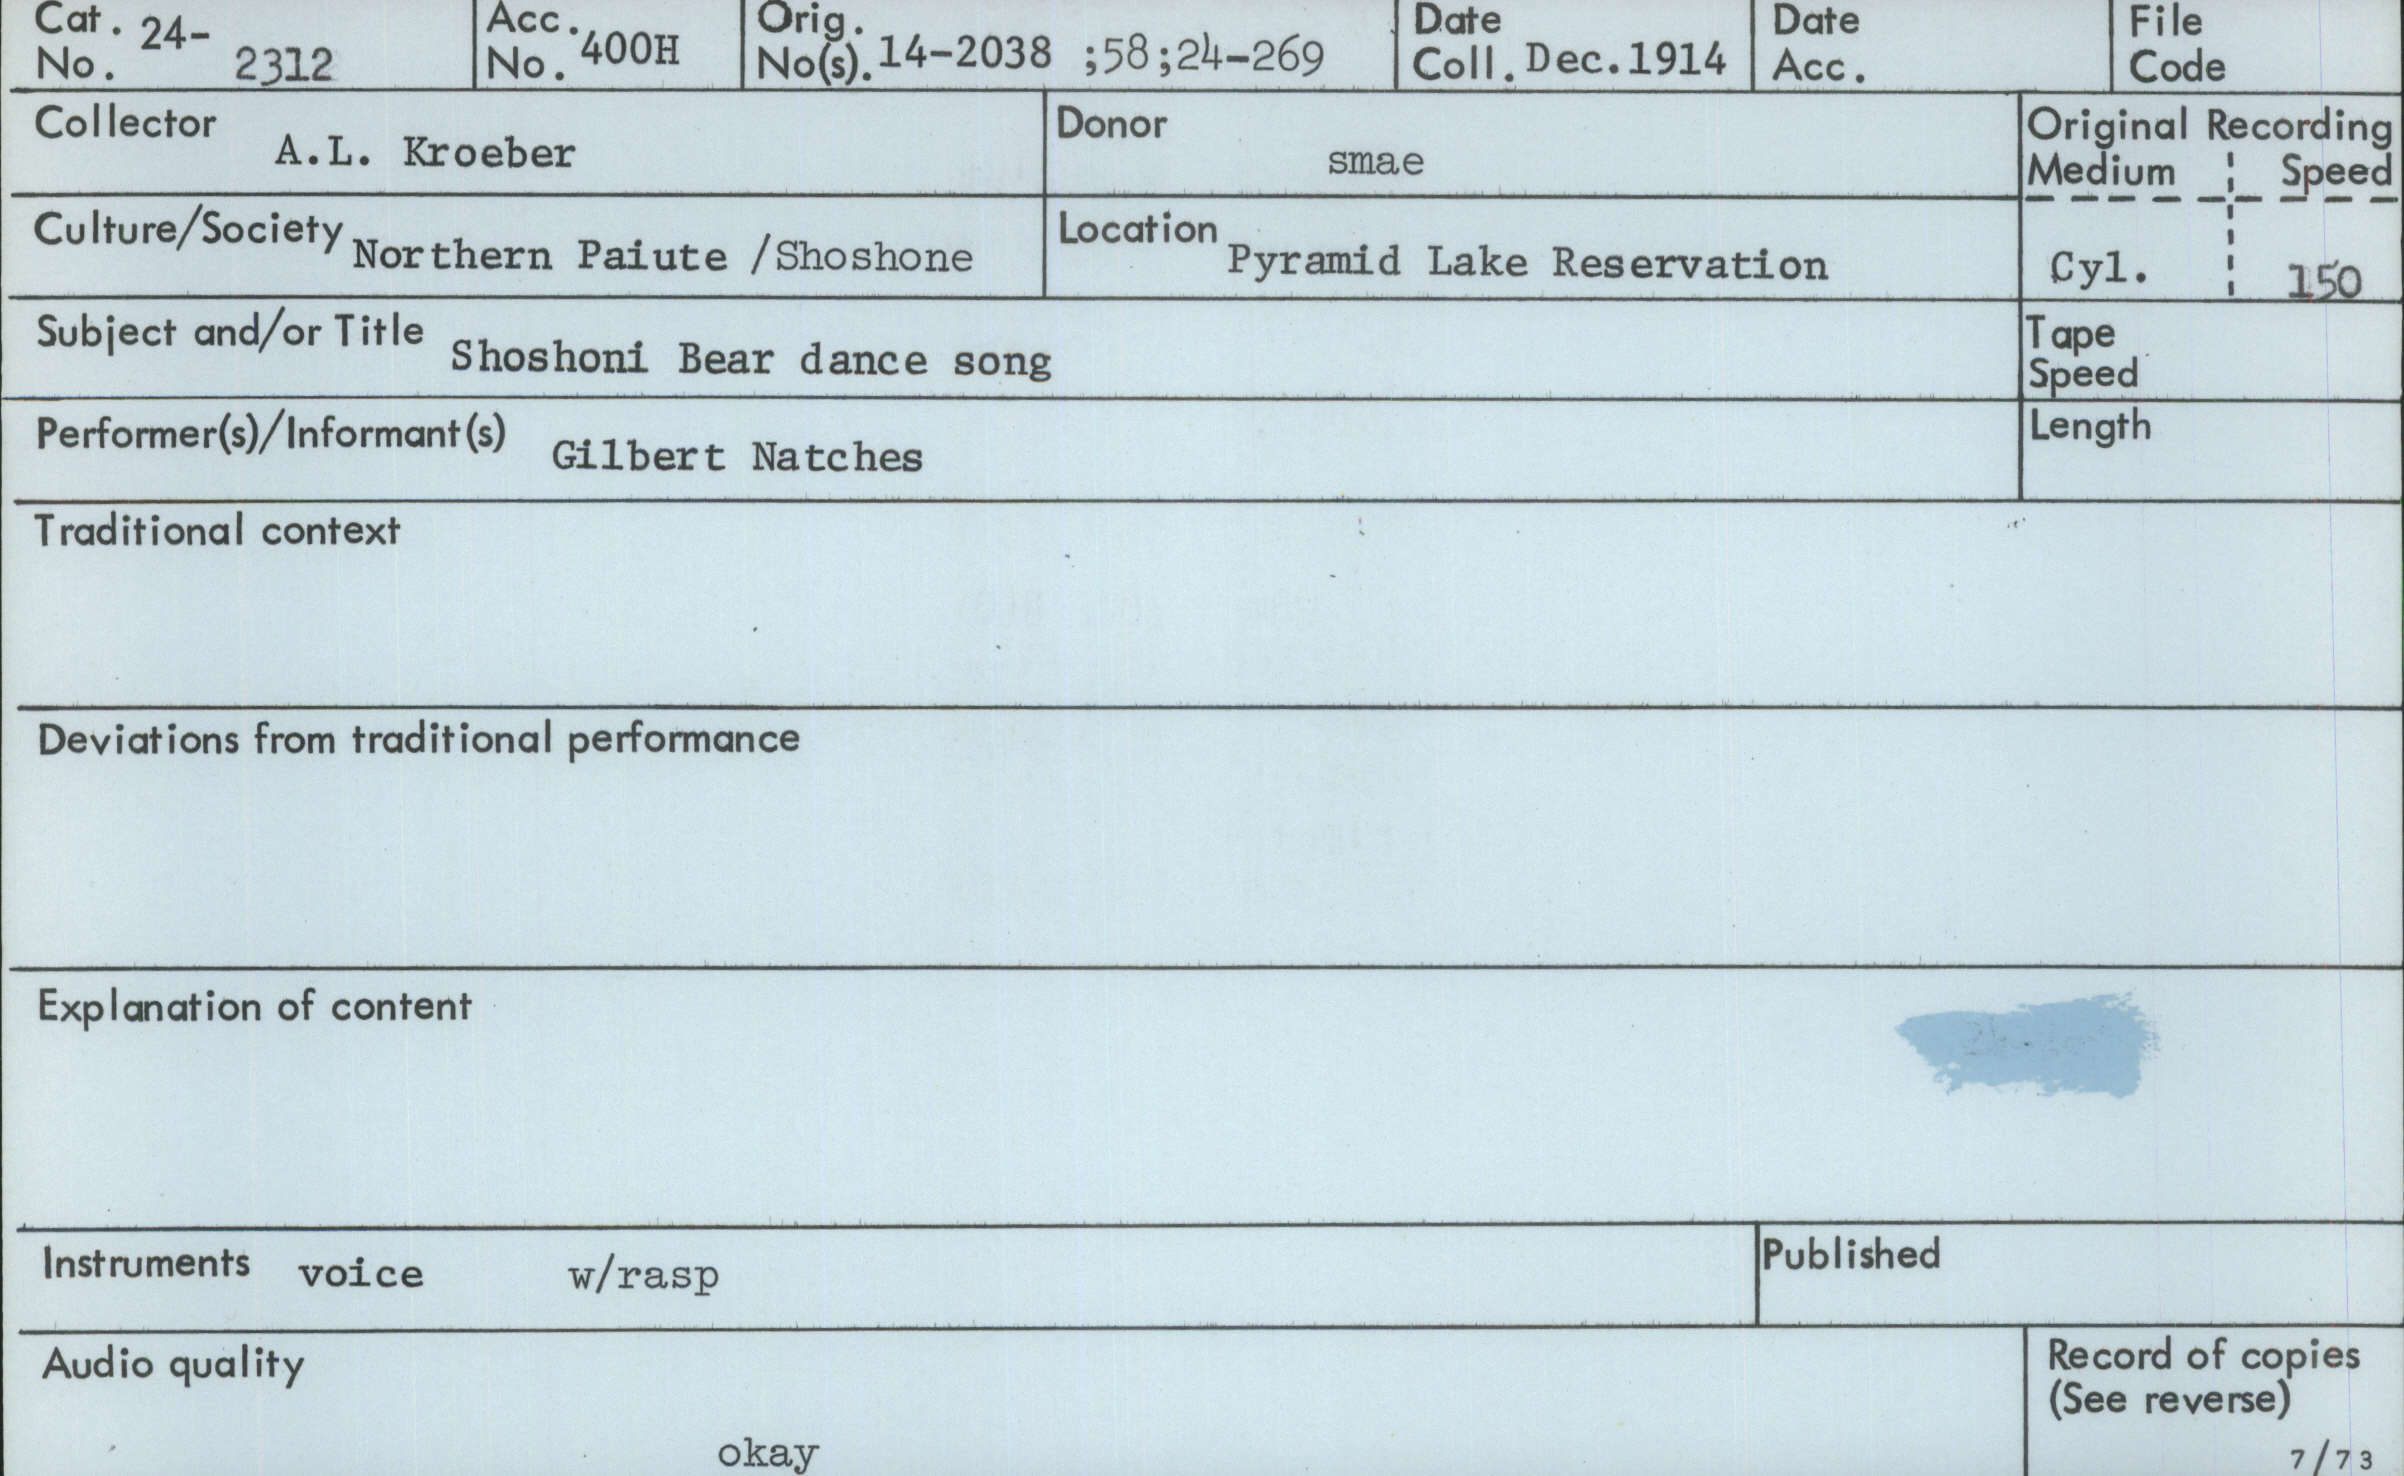 Cat. No. 24-2312
Acc. No. 400H
Orig. No(s). 14-2038 ;58;24-269
Date Coll. Dec.1914
Date Acc.
File Code
Collector A.L. Kroeber
Donor smae
Original Recording
Medium Speed
Culture/Society Northern Paiute /Shoshone
Location Pyramid Lake Reservation
Cyl. 150
Subject and/or Title Shoshoni Bear dance song
Tape Speed
Performer(s)/Informant(s) Gilbert Natches
Length
Traditional context
Deviations from traditional performance
Explanation of content
Instruments voice w/rasp
Published
Audio quality
okay
Record of copies
(See reverse)
7/73